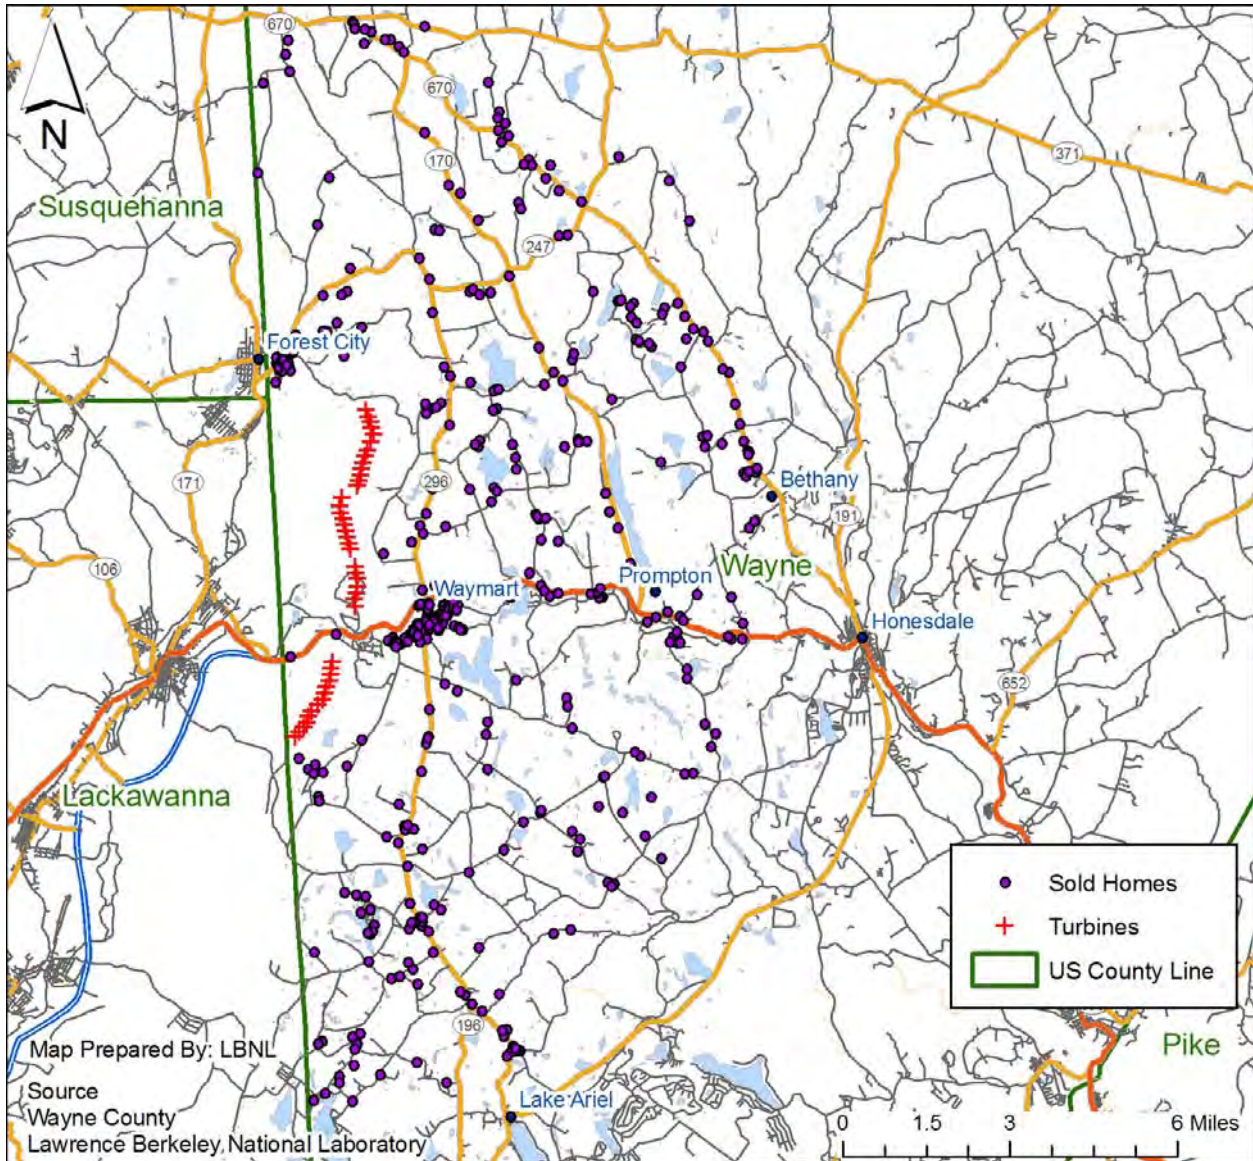 670
N
670
170
371
Susquehanna
247
Forest City
296
171
Bethany
191
106
Waymart
Prompton
Wayne
Honesdale
652
Lackawanna
Sold Homes
Turbines
US County Line
196
Map Prepared By: LBNL
Pike
Source
Wayne County
Lawrence Berkeley National Laboratory
Lake Ariel
0 1.5 3 6 Miles